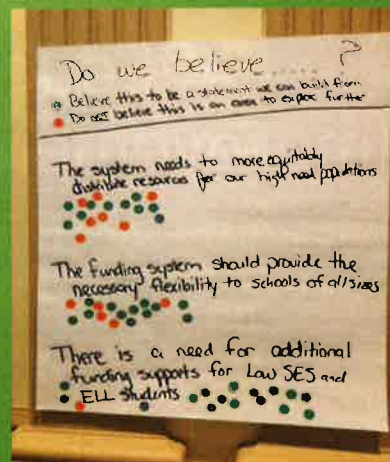 Do we believe..... ?
Believe this to be a statement we can build from
Do NOT believe this is an area to explore further
The system needs to more equitably
distribute resources for our high need populations
The funding system should provide the
necessary flexibility to schools of all sizes
There is a need for additional
funding supports for Low SES and
ELL students